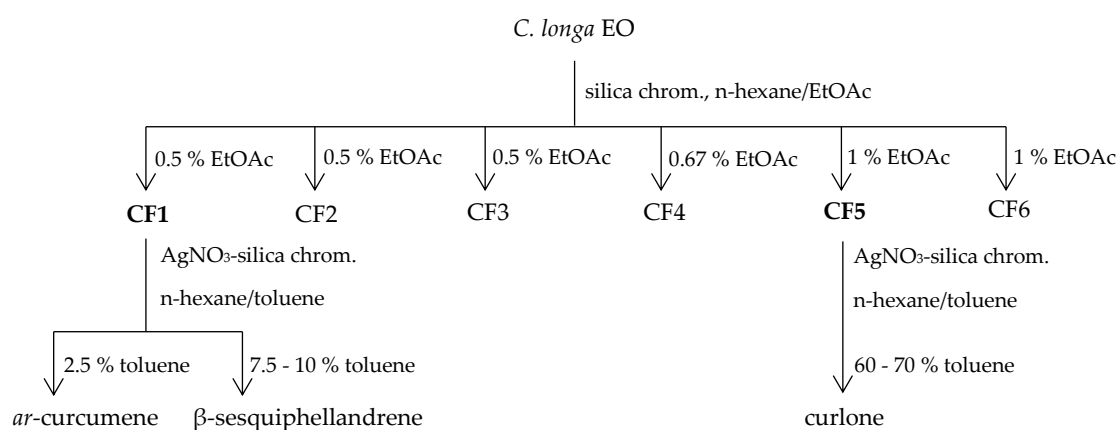 C. longa EO
silica chrom., n-hexane/EtOAc
0.5 % EtOAc 0.5 % EtOAc 0.5 % EtOAc 0.67 % EtOAc 1 % EtOAc 1 % EtOAc
CF1 CF2 CF3 CF4 CF5 CF6
AgNO₃-silica chrom. AgNO₃-silica chrom.
n-hexane/toluene n-hexane/toluene
2.5 % toluene 7.5 - 10 % toluene 60 - 70 % toluene
ar-curcumene β-sesquiphellandrene curlone